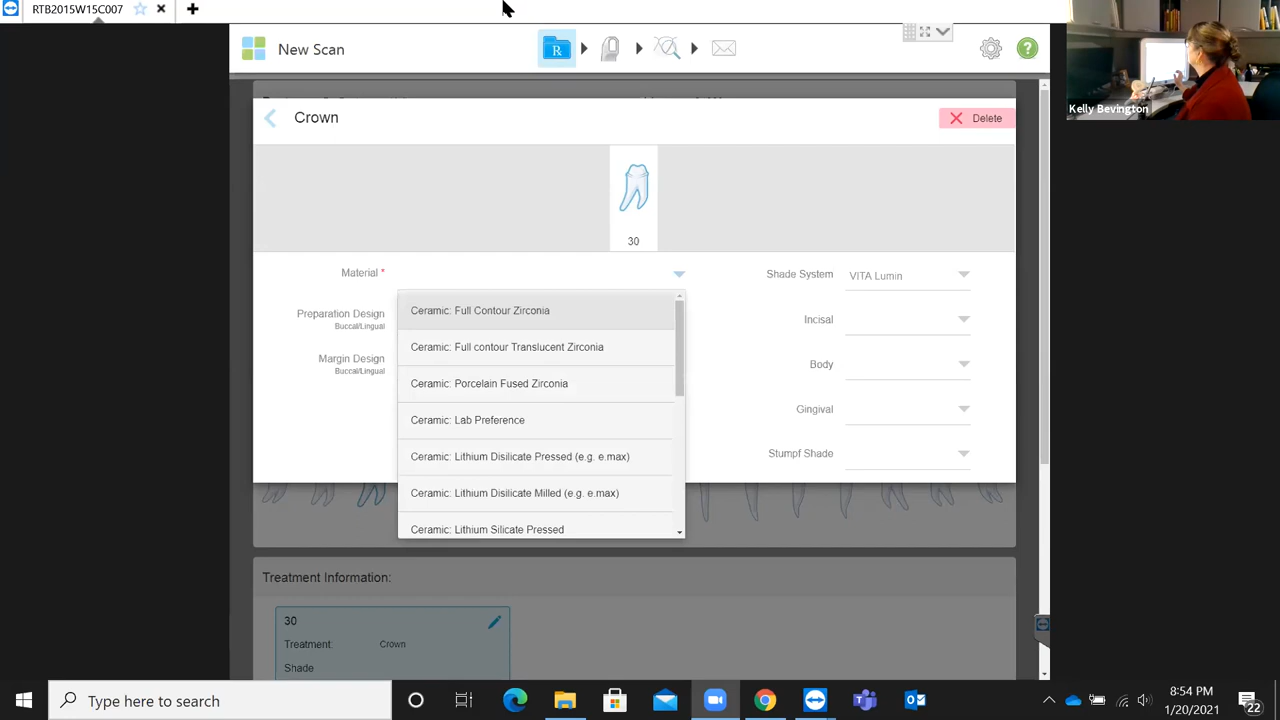 RTB2015W15C007
New Scan
Rx
Kelly Bevington
Crown
Delete
30
Material *
Shade System
VITA Lumin
Ceramic: Full Contour Zirconia
Preparation Design
Buccal/Lingual
Incisal
Ceramic: Full contour Translucent Zirconia
Margin Design
Buccal/Lingual
Body
Ceramic: Porcelain Fused Zirconia
Gingival
Ceramic: Lab Preference
Stumpf Shade
Ceramic: Lithium Disilicate Pressed (e.g. e.max)
Ceramic: Lithium Disilicate Milled (e.g. e.max)
Ceramic: Lithium Silicate Pressed
Treatment Information:
30
Treatment: Crown
Shade
Type here to search
8:54 PM
1/20/2021
22